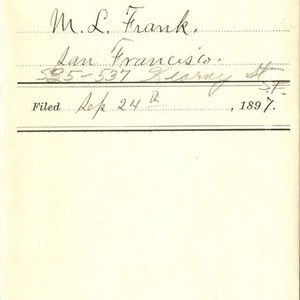 M. L. Frank.
San Francisco.
535-537 Kearny St
S.F.
Filed Sep 24th, 1897.